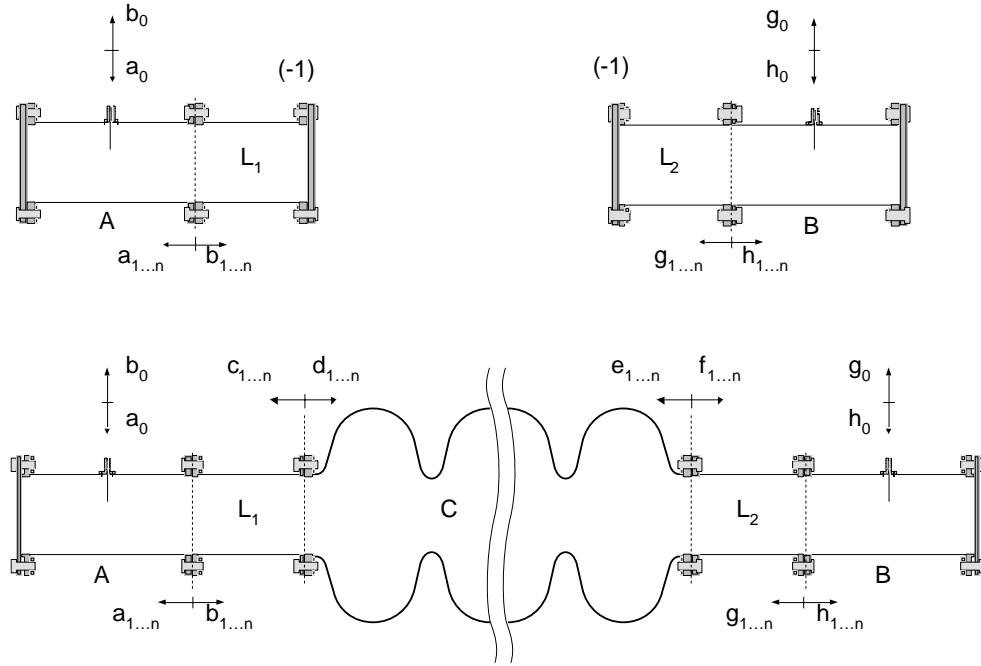 b₀ g₀
a₀ (-1) (-1) h₀
L₁ L₂
A B
a₁...ₙ b₁...ₙ g₁...ₙ h₁...ₙ
b₀ c₁...ₙ d₁...ₙ e₁...ₙ f₁...ₙ g₀
a₀ h₀
L₁ C L₂
A B
a₁...ₙ b₁...ₙ g₁...ₙ h₁...ₙ